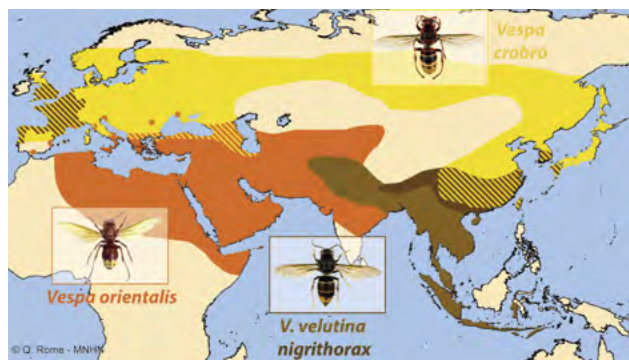 Vespa
crabro
Vespa orientalis
V. velutina
nigrithorax
© Q. Rome - MNHN